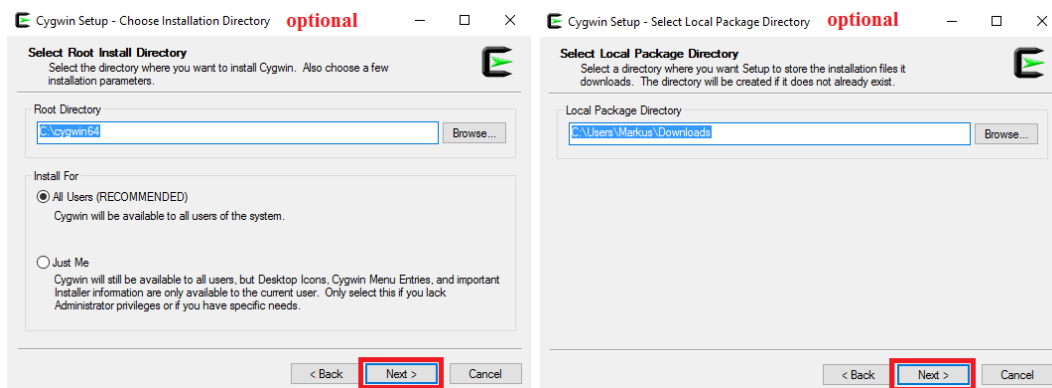 Cygwin Setup - Choose Installation Directory optional
Select Root Install Directory
Select the directory where you want to install Cygwin. Also choose a few
installation parameters.
Root Directory
C:\cygwin64
Browse...
Install For
All Users (RECOMMENDED)
Cygwin will be available to all users of the system.
Just Me
Cygwin will still be available to all users, but Desktop Icons, Cygwin Menu Entries, and important
Installer information are only available to the current user. Only select this if you lack
Administrator privileges or if you have specific needs.
< Back Next > Cancel
Cygwin Setup - Select Local Package Directory optional
Select Local Package Directory
Select a directory where you want Setup to store the installation files it
downloads. The directory will be created if it does not already exist.
Local Package Directory
C:\Users\Markus\Downloads
Browse...
< Back Next > Cancel